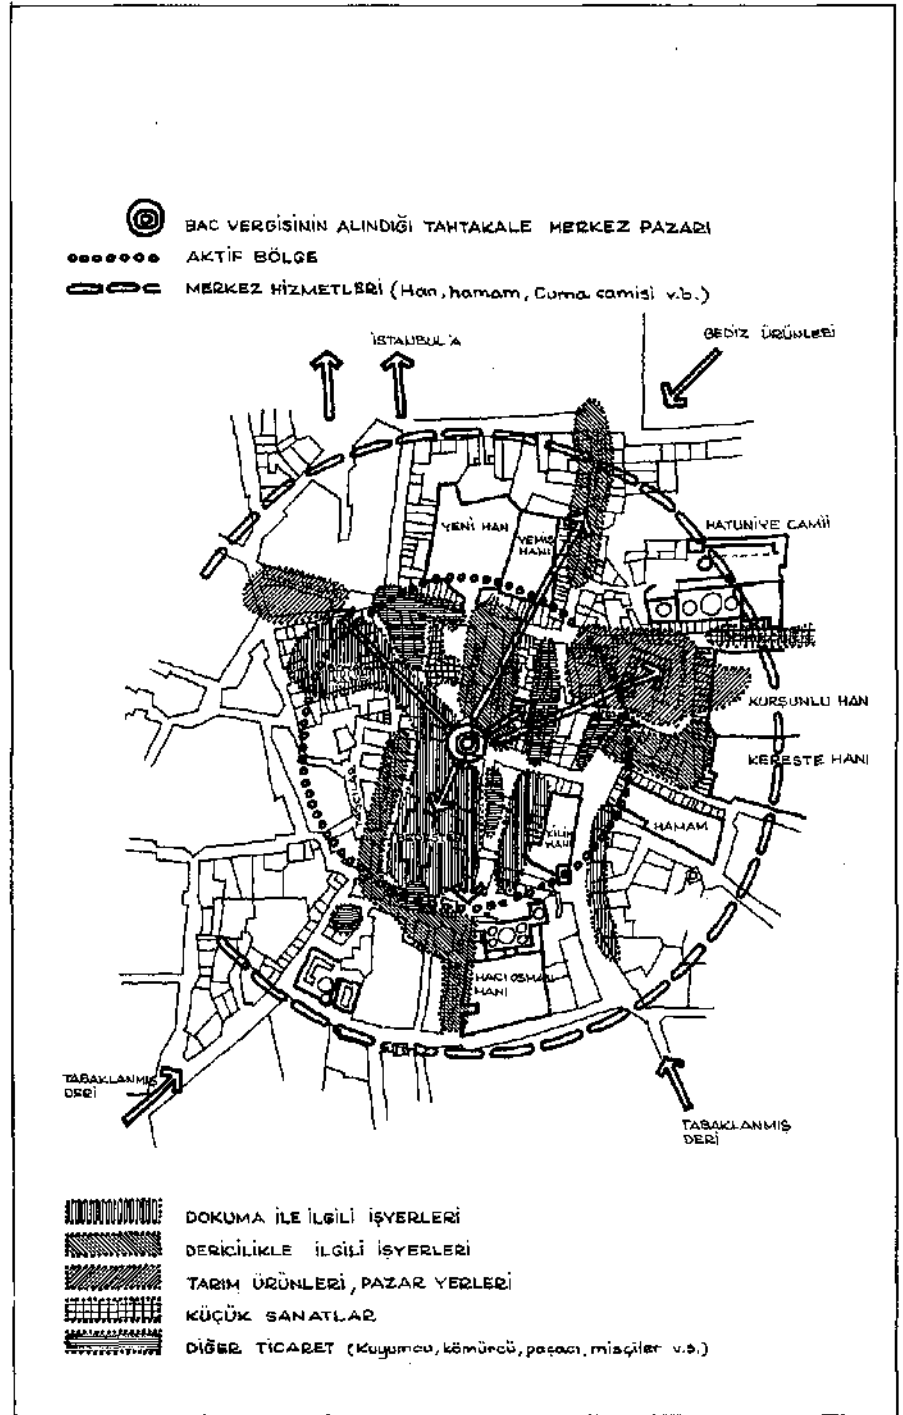 BAC VERGİSİNİN ALINDIĞI TAHTAKALE MERKEZ PAZARI
AKTİF BÖLGE
MERKEZ HİZMETLERİ (Han, hamam, Cuma camisi v.b.)
İSTANBUL'A
GEDİZ ÜRÜNLERİ
YENİ HAN
YEMİŞ
HANI
HATUNİYE CAMİİ
KURŞUNLU HAN
KERESTE HANI
HAMAM
HANI
HACI OSMAN
HANI
TABAKLANMIŞ
DERİ
TABAKLANMIŞ
DERİ
DOKUMA İLE İLGİLİ İŞYERLERİ
DERİCİLİKLE İLGİLİ İŞYERLERİ
TARIM ÜRÜNLERİ, PAZAR YERLERİ
KÜÇÜK SANATLAR
DİĞER TİCARET (Kuyumcu, kömürcü, paçacı, misçiler v.s.)